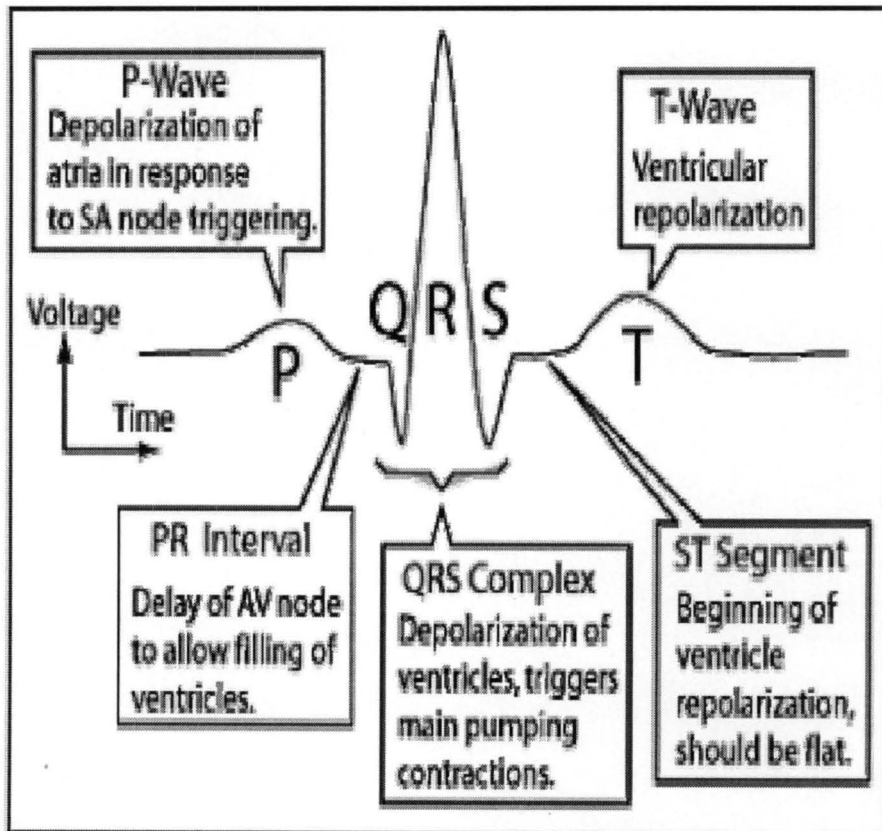 P-Wave
Depolarization of
atria in response
to SA node triggering.
T-Wave
Ventricular
repolarization
Voltage
Time
P
Q R S
T
PR Interval
Delay of AV node
to allow filling of
ventricles.
QRS Complex
Depolarization of
ventricles, triggers
main pumping
contractions.
ST Segment
Beginning of
ventricle
repolarization,
should be flat.